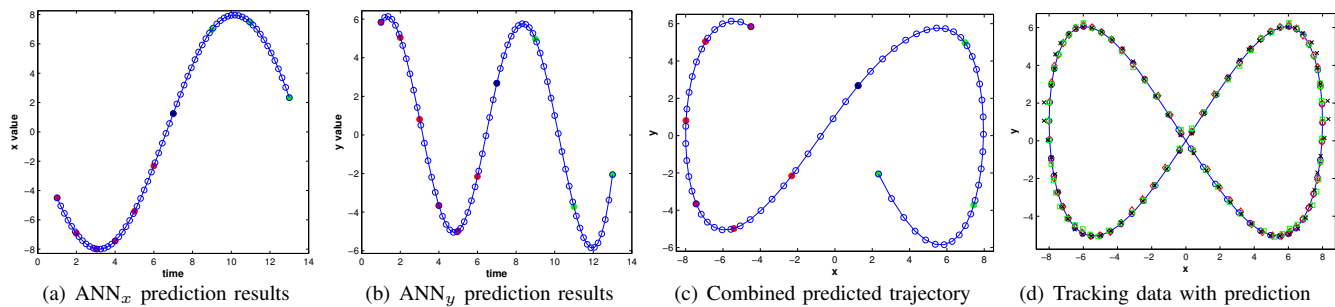 8
6
4
2
0
−2
−4
−6
−8
x value
0 2 4 6 8 10 12 14
time
(a) ANNx prediction results
6
4
2
0
−2
−4
−6
y value
0 2 4 6 8 10 12 14
time
(b) ANNy prediction results
6
4
2
0
−2
−4
−6
y
−8 −6 −4 −2 0 2 4 6 8
x
(c) Combined predicted trajectory
6
4
2
0
−2
−4
y
−8 −6 −4 −2 0 2 4 6 8
x
(d) Tracking data with prediction